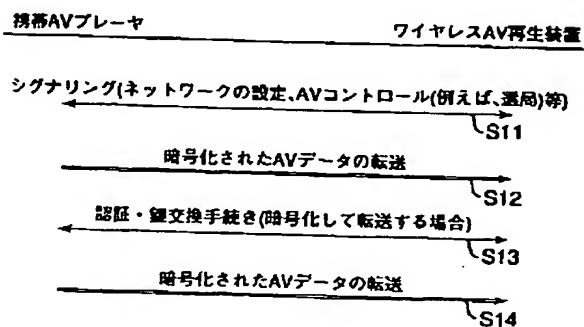 携帯AVプレーヤ
ワイヤレスAV再生装置
シグナリング(ネットワークの設定、AVコントロール(例えば、選局)等)
S11
暗号化されたAVデータの転送
S12
認証・鍵交換手続き(暗号化して転送する場合)
S13
暗号化されたAVデータの転送
S14